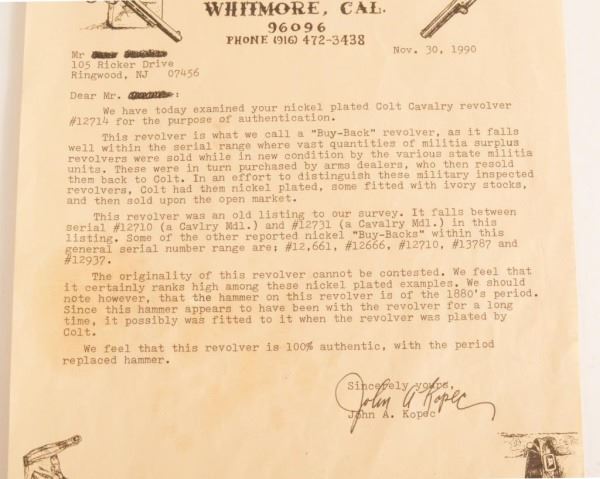 WHITMORE, CAL.
96096
PHONE (916) 472-3438
Nov. 30, 1990
Mr
105 Ricker Drive
Ringwood, NJ 07456
Dear Mr. :
We have today examined your nickel plated Colt Cavalry revolver
#12714 for the purpose of authentication.
This revolver is what we call a "Buy-Back" revolver, as it falls
well within the serial range where vast quantities of militia surplus
revolvers were sold while in new condition by the various state militia
units. These were in turn purchased by arms dealers, who then resold
them back to Colt. In an effort to distinguish these military inspected
revolvers, Colt had them nickel plated, some fitted with ivory stocks,
and then sold upon the open market.
This revolver was an old listing to our survey. It falls between
serial #12710 (a Cavlry Mdl.) and #12731 (a Cavalry Mdl.) in this
listing. Some of the other reported nickel "Buy-Backs" within this
general serial number range are: #12,661, #12666, #12710, #13787 and
#12937.
The originality of this revolver cannot be contested. We feel that
it certainly ranks high among these nickel plated examples. We should
note however, that the hammer on this revolver is of the 1880's period.
Since this hammer appears to have been with the revolver for a long
time, it possibly was fitted to it when the revolver was plated by
Colt.
We feel that this revolver is 100% authentic, with the period
replaced hammer.
Sincerely yours,
John A Kopec
John A. Kopec